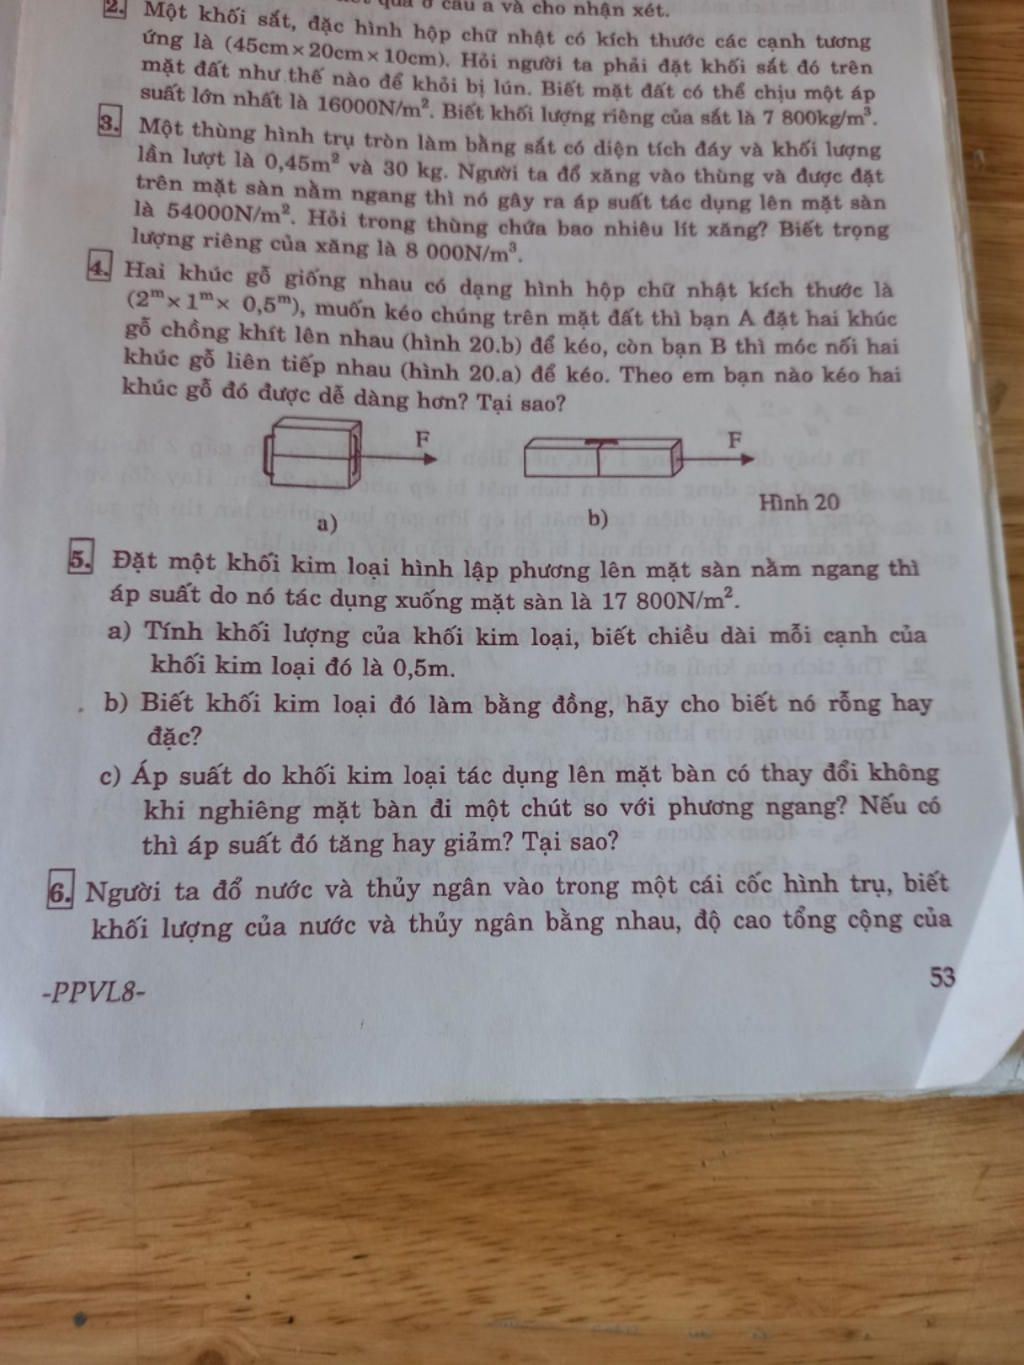 quả ở câu a và cho nhận xét.
2. Một khối sắt, đặc hình hộp chữ nhật có kích thước các cạnh tương
ứng là (45cm × 20cm × 10cm). Hỏi người ta phải đặt khối sắt đó trên
mặt đất như thế nào để khỏi bị lún. Biết mặt đất có thể chịu một áp
suất lớn nhất là 16000N/m². Biết khối lượng riêng của sắt là 7 800kg/m³.
3. Một thùng hình trụ tròn làm bằng sắt có diện tích đáy và khối lượng
lần lượt là 0,45m² và 30 kg. Người ta đổ xăng vào thùng và được đặt
trên mặt sàn nằm ngang thì nó gây ra áp suất tác dụng lên mặt sàn
là 54000N/m². Hỏi trong thùng chứa bao nhiêu lít xăng? Biết trọng
lượng riêng của xăng là 8 000N/m³.
4. Hai khúc gỗ giống nhau có dạng hình hộp chữ nhật kích thước là
(2ᵐ × 1ᵐ × 0,5ᵐ), muốn kéo chúng trên mặt đất thì bạn A đặt hai khúc
gỗ chồng khít lên nhau (hình 20.b) để kéo, còn bạn B thì móc nối hai
khúc gỗ liên tiếp nhau (hình 20.a) để kéo. Theo em bạn nào kéo hai
khúc gỗ đó được dễ dàng hơn? Tại sao?
F F
Hình 20
a) b)
5. Đặt một khối kim loại hình lập phương lên mặt sàn nằm ngang thì
áp suất do nó tác dụng xuống mặt sàn là 17 800N/m².
a) Tính khối lượng của khối kim loại, biết chiều dài mỗi cạnh của
khối kim loại đó là 0,5m.
b) Biết khối kim loại đó làm bằng đồng, hãy cho biết nó rỗng hay
đặc?
c) Áp suất do khối kim loại tác dụng lên mặt bàn có thay đổi không
khi nghiêng mặt bàn đi một chút so với phương ngang? Nếu có
thì áp suất đó tăng hay giảm? Tại sao?
6. Người ta đổ nước và thủy ngân vào trong một cái cốc hình trụ, biết
khối lượng của nước và thủy ngân bằng nhau, độ cao tổng cộng của
53
-PPVL8-